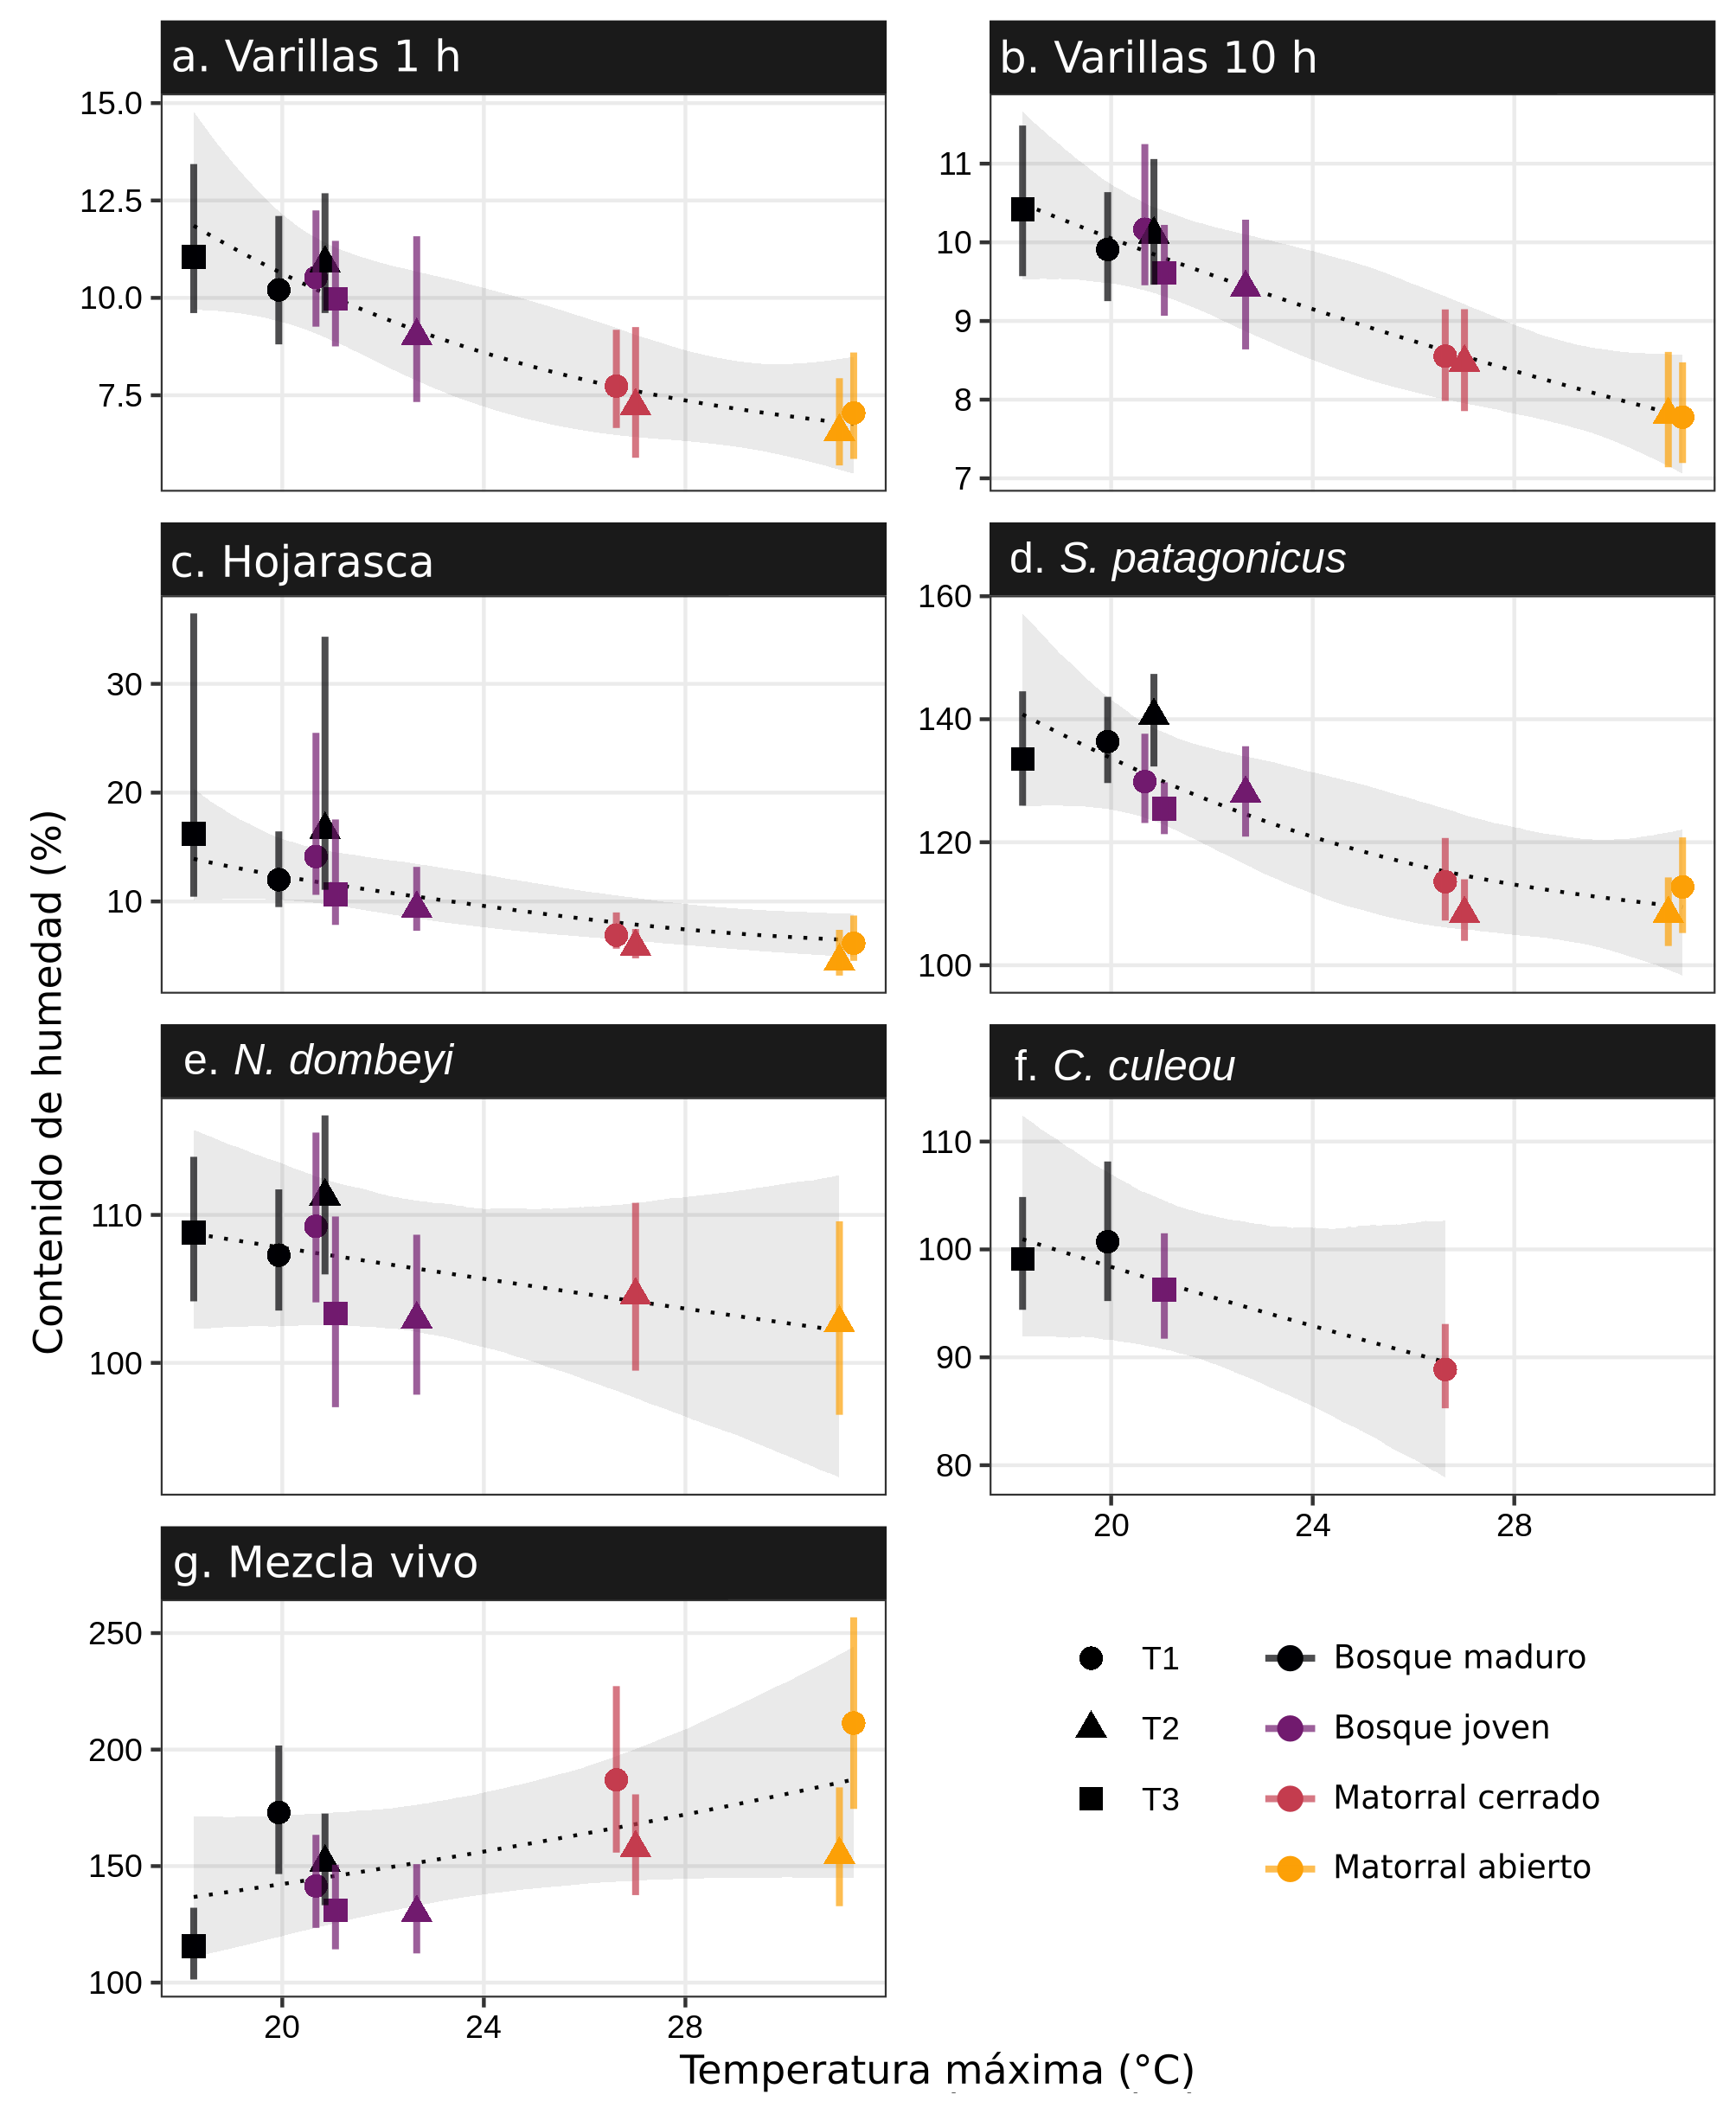 a. Varillas 1 h
b. Varillas 10 h
15.0
12.5
10.0
7.5
11
10
9
8
7
c. Hojarasca
d. S. patagonicus
30
20
10
160
140
120
100
e. N. dombeyi
f. C. culeou
110
100
110
100
90
80
20 24 28
g. Mezcla vivo
250
200
150
100
20 24 28
T1
T2
T3
Bosque maduro
Bosque joven
Matorral cerrado
Matorral abierto
Contenido de humedad (%)
Temperatura máxima (°C)